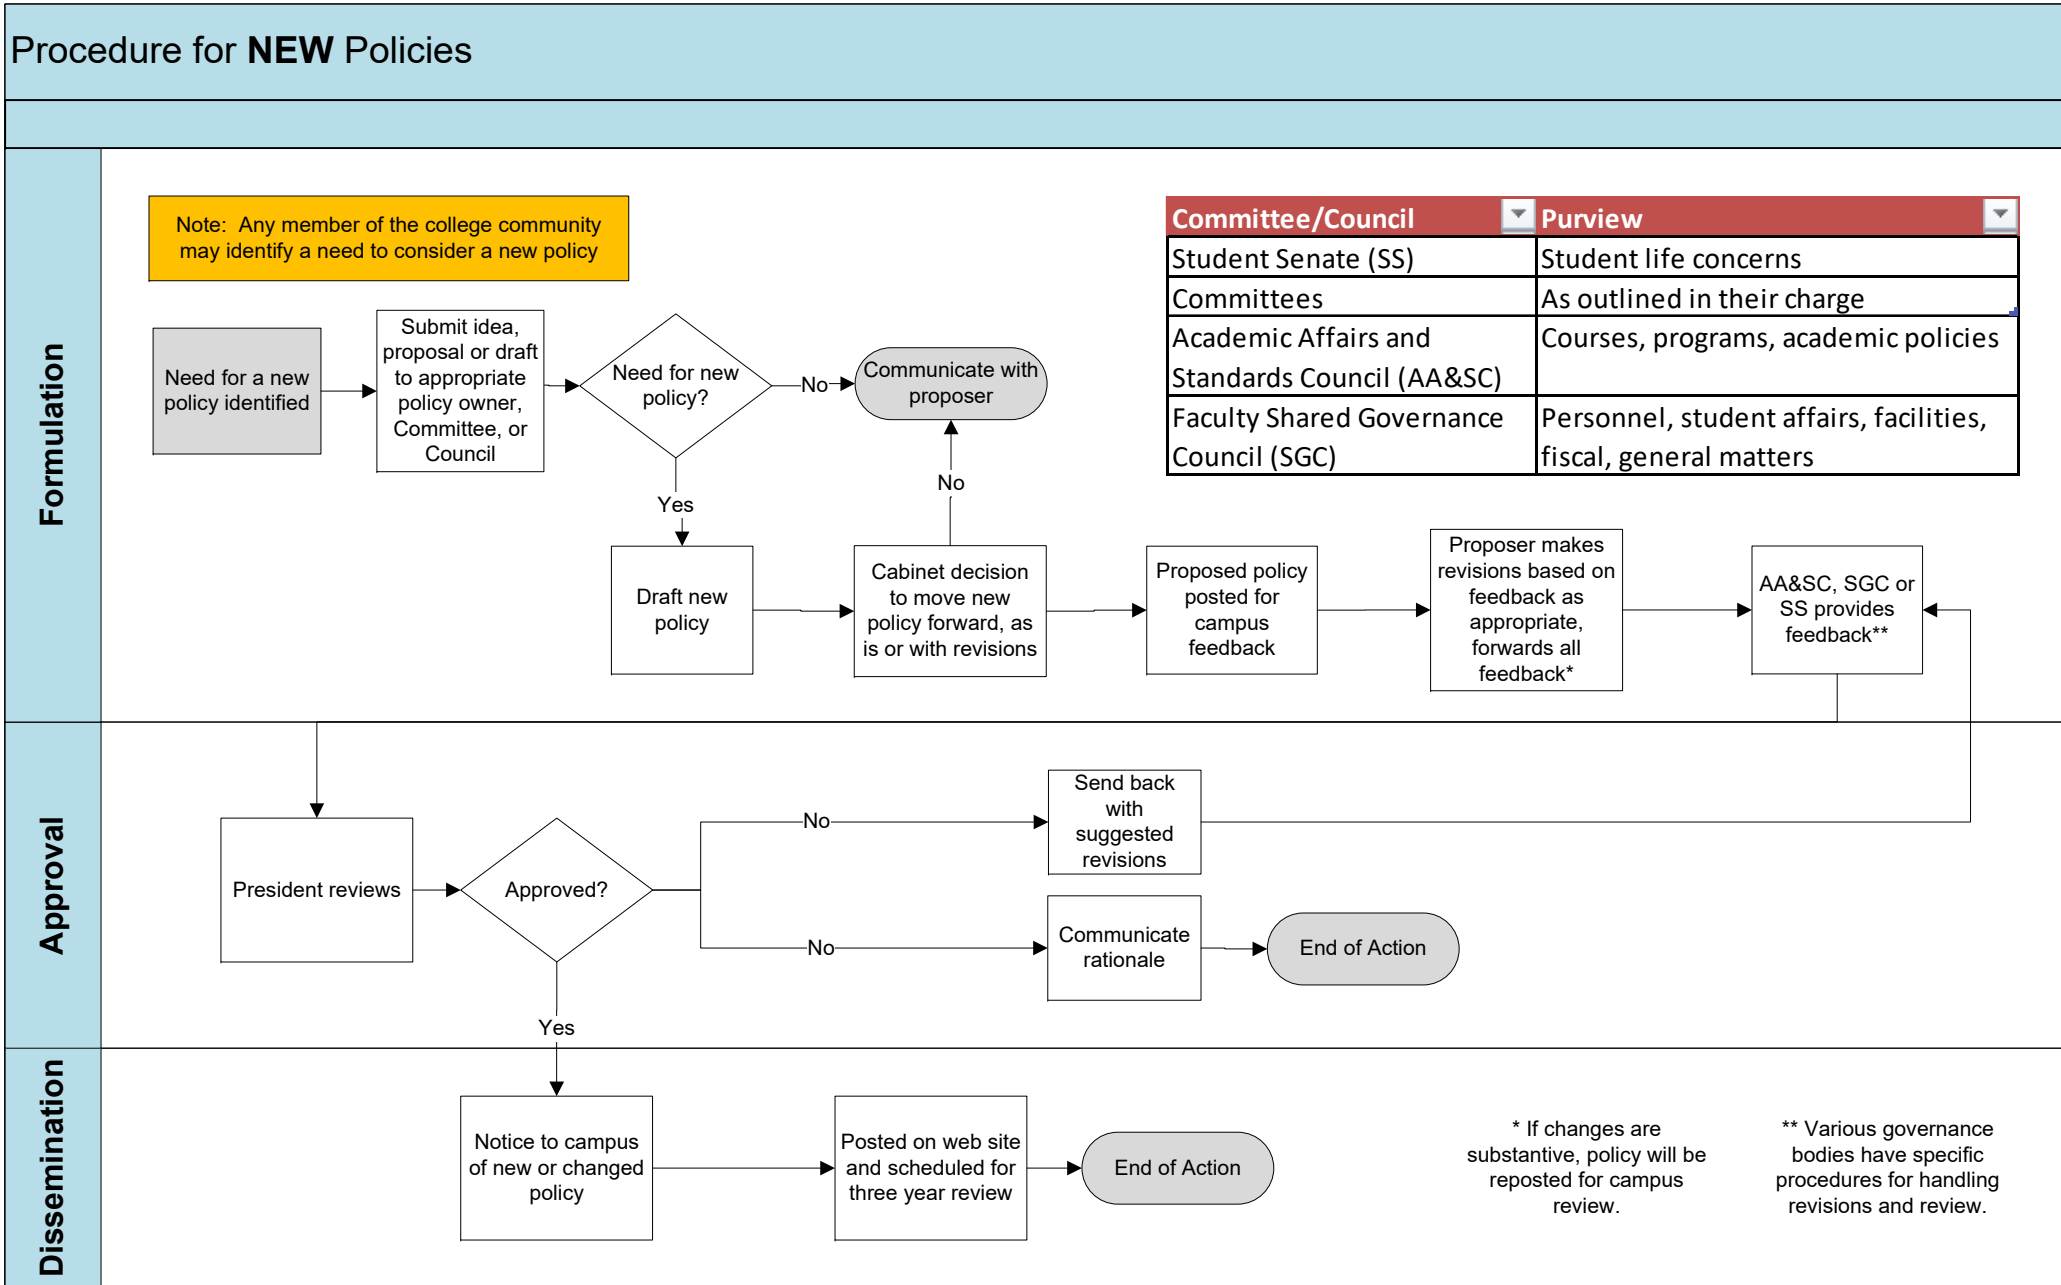 Procedure for NEW Policies
Formulation
Note: Any member of the college community
may identify a need to consider a new policy
Committee/Council Purview
Student Senate (SS) Student life concerns
Committees As outlined in their charge
Academic Affairs and Courses, programs, academic policies
Standards Council (AA&SC)
Faculty Shared Governance Personnel, student affairs, facilities,
Council (SGC) fiscal, general matters
Need for a new
policy identified
Submit idea,
proposal or draft
to appropriate
policy owner,
Committee, or
Council
Need for new
policy?
No
Communicate with
proposer
Yes
No
Draft new
policy
Cabinet decision
to move new
policy forward, as
is or with revisions
Proposed policy
posted for
campus
feedback
Proposer makes
revisions based on
feedback as
appropriate,
forwards all
feedback*
AA&SC, SGC or
SS provides
feedback**
Approval
President reviews
Approved?
No
Send back
with
suggested
revisions
No
Communicate
rationale
End of Action
Yes
Dissemination
Notice to campus
of new or changed
policy
Posted on web site
and scheduled for
three year review
End of Action
* If changes are
substantive, policy will be
reposted for campus
review.
** Various governance
bodies have specific
procedures for handling
revisions and review.